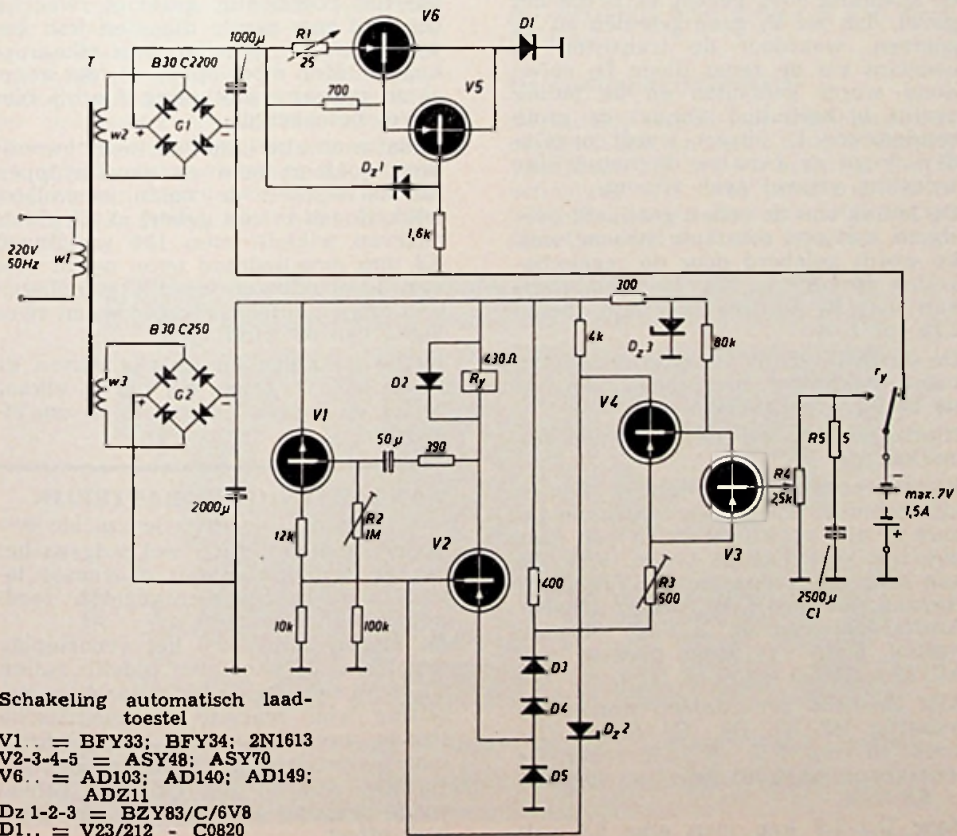 V6
D1
1000µ
R1
25
T
B30 C2200
V5
700
w2
+
G1
−
Dz1
1,6k
220V
50Hz
w1
300
B30 C250
4k
Dz3
80k
430Ω
D2
Ry
ry
w3
+
G2
−
V1
V4
R5
5
50µ
390
R4
2,5k
−
max. 7V
1,5A
+
2000µ
R2
1M
V3
12k
V2
400
R3
500
2500µ
C1
10k
100k
D3
D4
Dz2
D5
Schakeling automatisch laad-
toestel
V1.. = BFY33; BFY34; 2N1613
V2-3-4-5 = ASY48; ASY70
V6.. = AD103; AD140; AD149;
ADZ11
Dz 1-2-3 = BZY83/C/6V8
D1.. = V23/212 - C0820